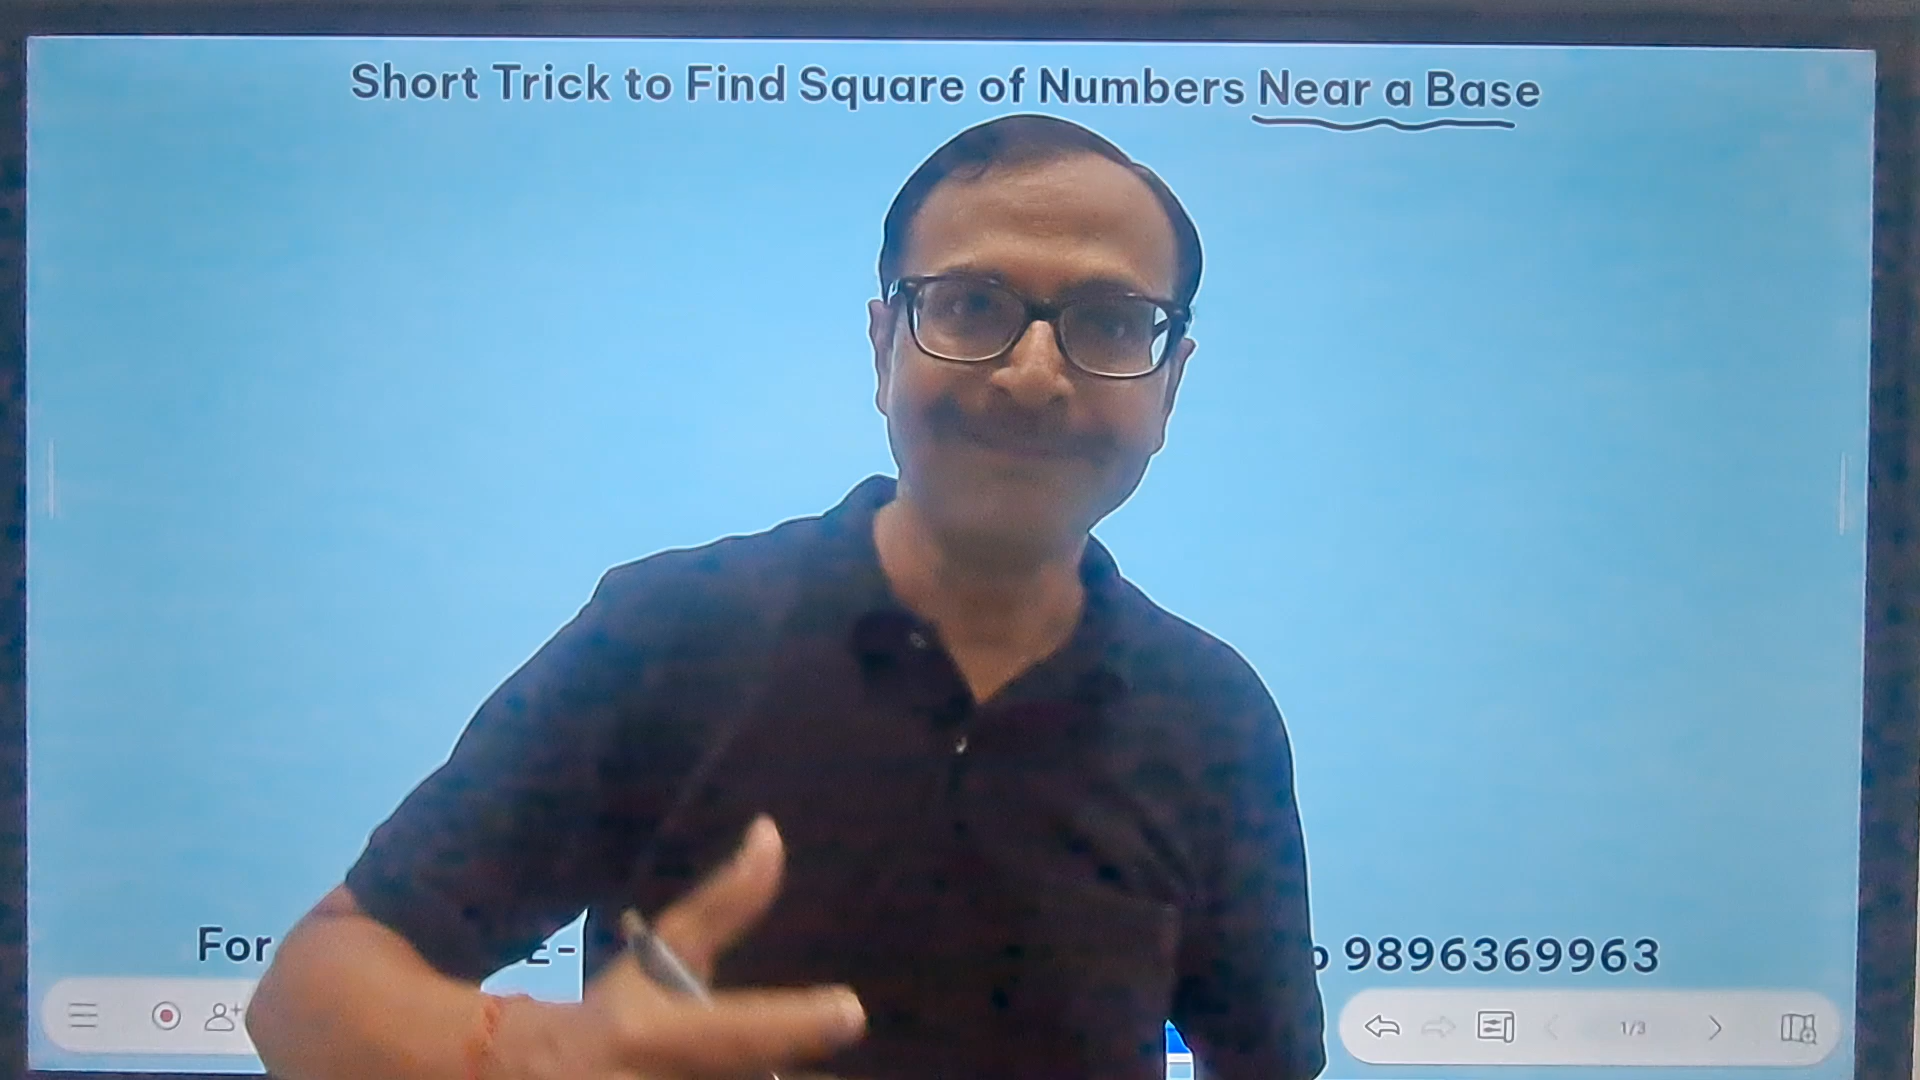 Short Trick to Find Square of Numbers Near a Base
For E- 9896369963
1/3